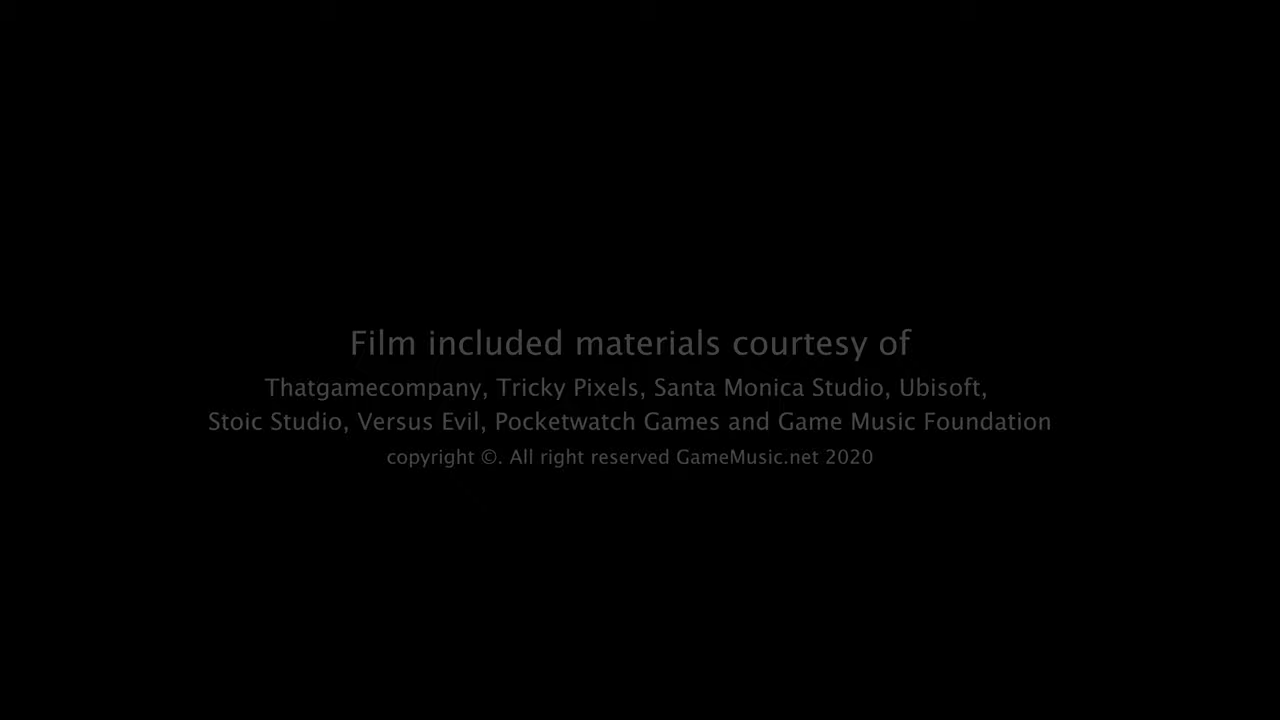 Film included materials courtesy of
Thatgamecompany, Tricky Pixels, Santa Monica Studio, Ubisoft,
Stoic Studio, Versus Evil, Pocketwatch Games and Game Music Foundation
copyright ©. All right reserved GameMusic.net 2020